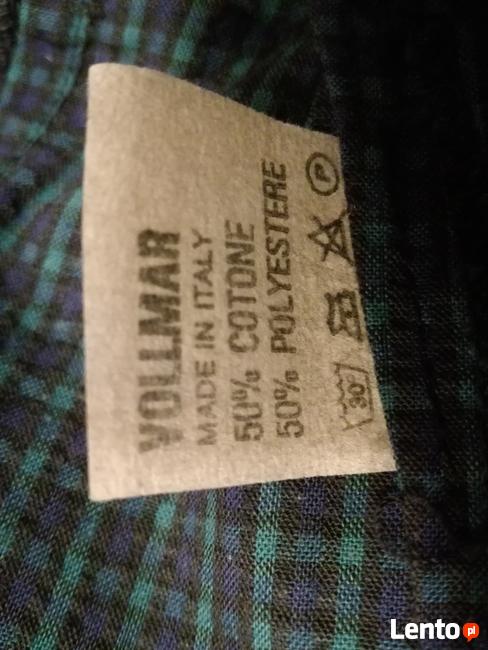 VOLLMAR
MADE IN ITALY
50% COTONE
50% POLYESTERE
30° P
Lento pl